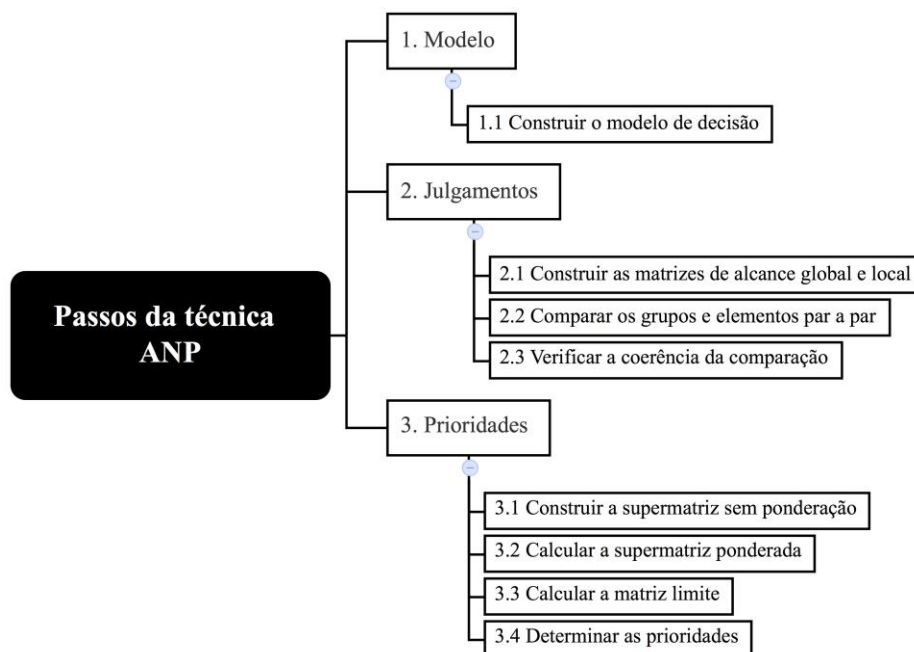 Passos da técnica
ANP
1. Modelo
1.1 Construir o modelo de decisão
2. Julgamentos
2.1 Construir as matrizes de alcance global e local
2.2 Comparar os grupos e elementos par a par
2.3 Verificar a coerência da comparação
3. Prioridades
3.1 Construir a supermatriz sem ponderação
3.2 Calcular a supermatriz ponderada
3.3 Calcular a matriz limite
3.4 Determinar as prioridades